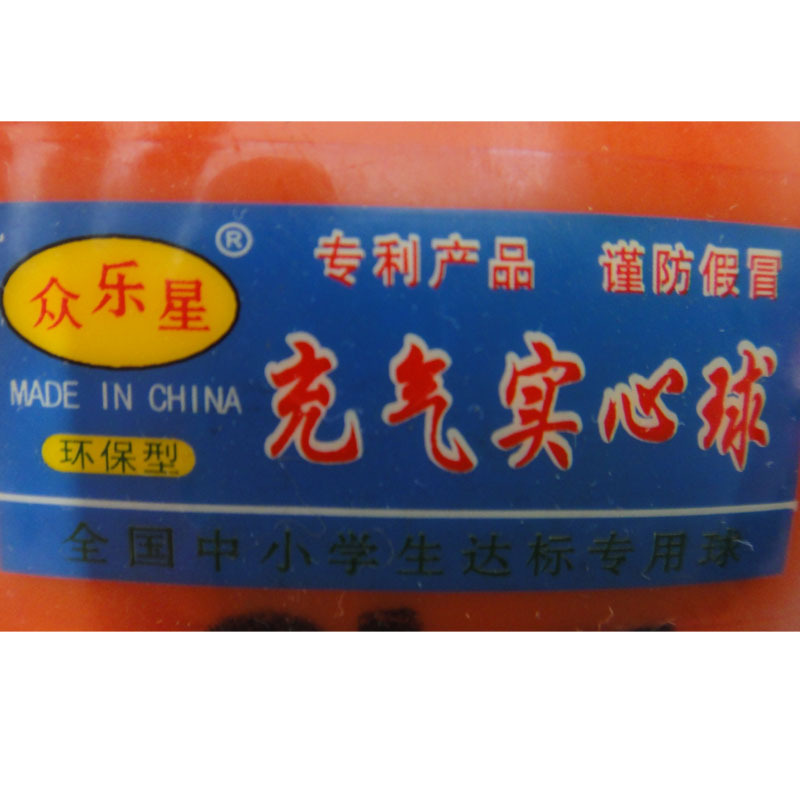 众乐星®
专利产品 谨防假冒
MADE IN CHINA
充气实心球
环保型
全国中小学生达标专用球